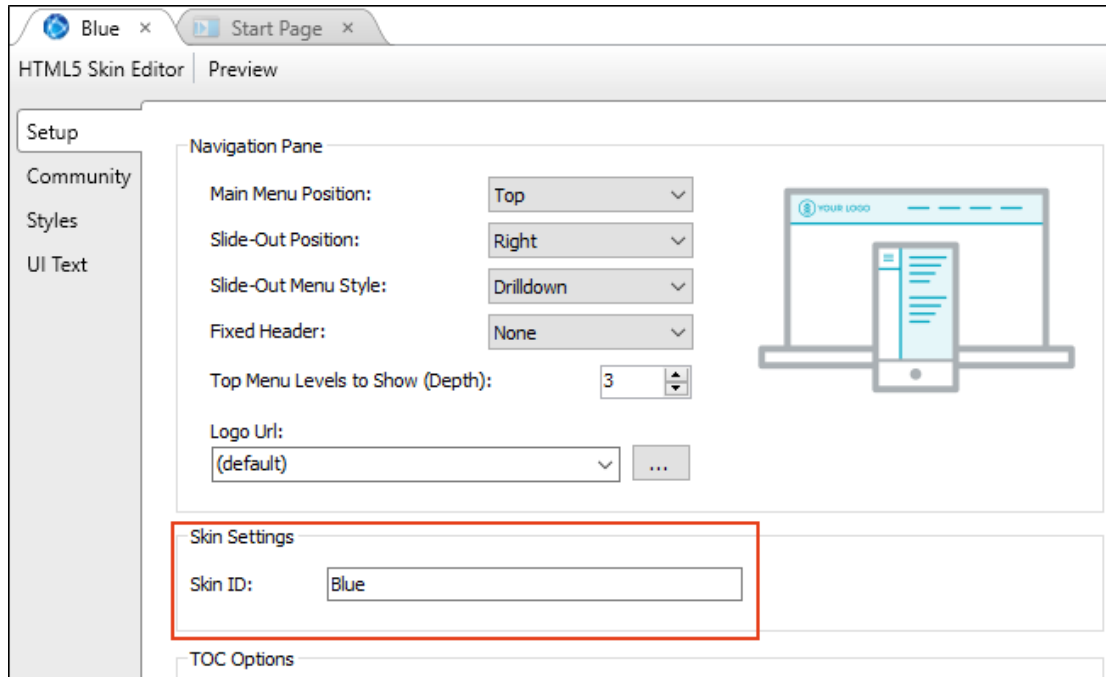 Blue
Start Page
HTML5 Skin Editor Preview
Setup
Community
Styles
UI Text
Navigation Pane
Main Menu Position: Top
Slide-Out Position: Right
Slide-Out Menu Style: Drilldown
Fixed Header: None
Top Menu Levels to Show (Depth): 3
Logo Url:
(default) ...
YOUR LOGO
Skin Settings
Skin ID: Blue
TOC Options